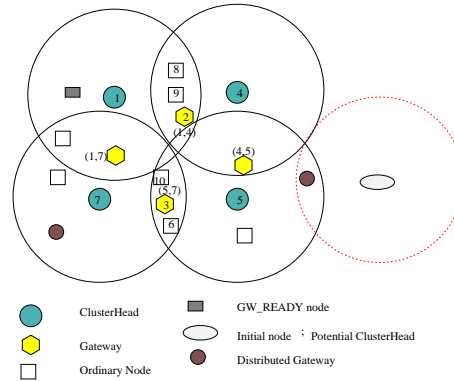 8
1
9
4
2
(1,4)
(1,7)
(4,5)
10
(5,7)
7
3
5
6
ClusterHead
GW_READY node
Initial node ; Potential ClusterHead
Gateway
Distributed Gateway
Ordinary Node